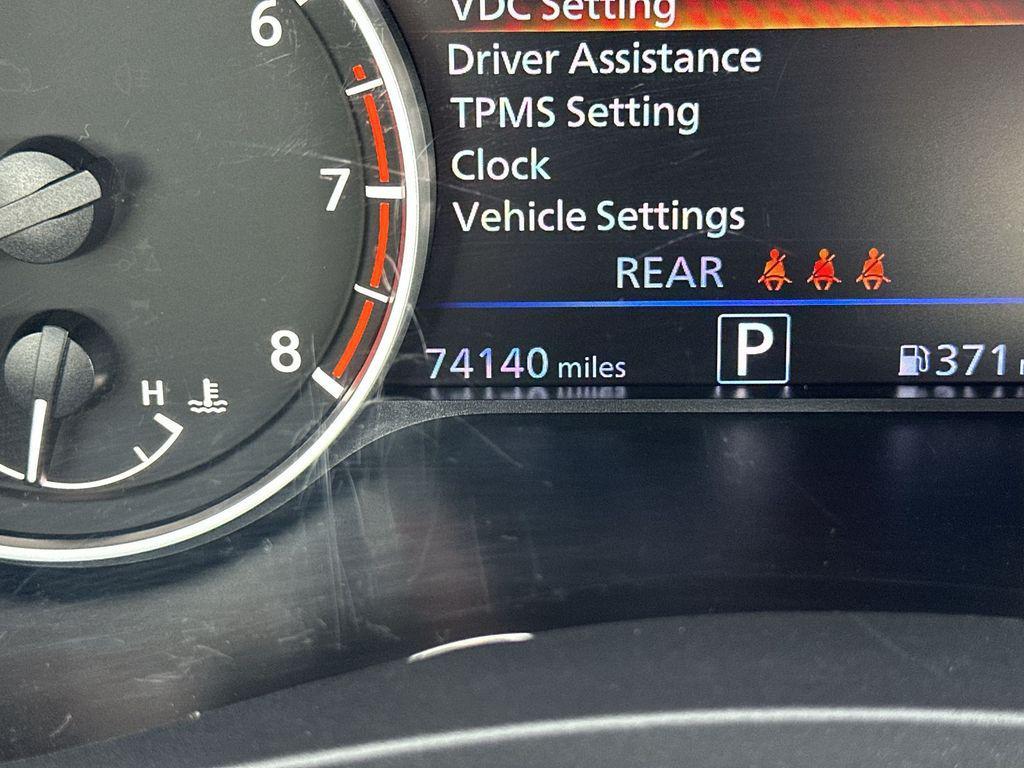 6
7
8
H
VDC Setting
Driver Assistance
TPMS Setting
Clock
Vehicle Settings
REAR
74140 miles
P
371